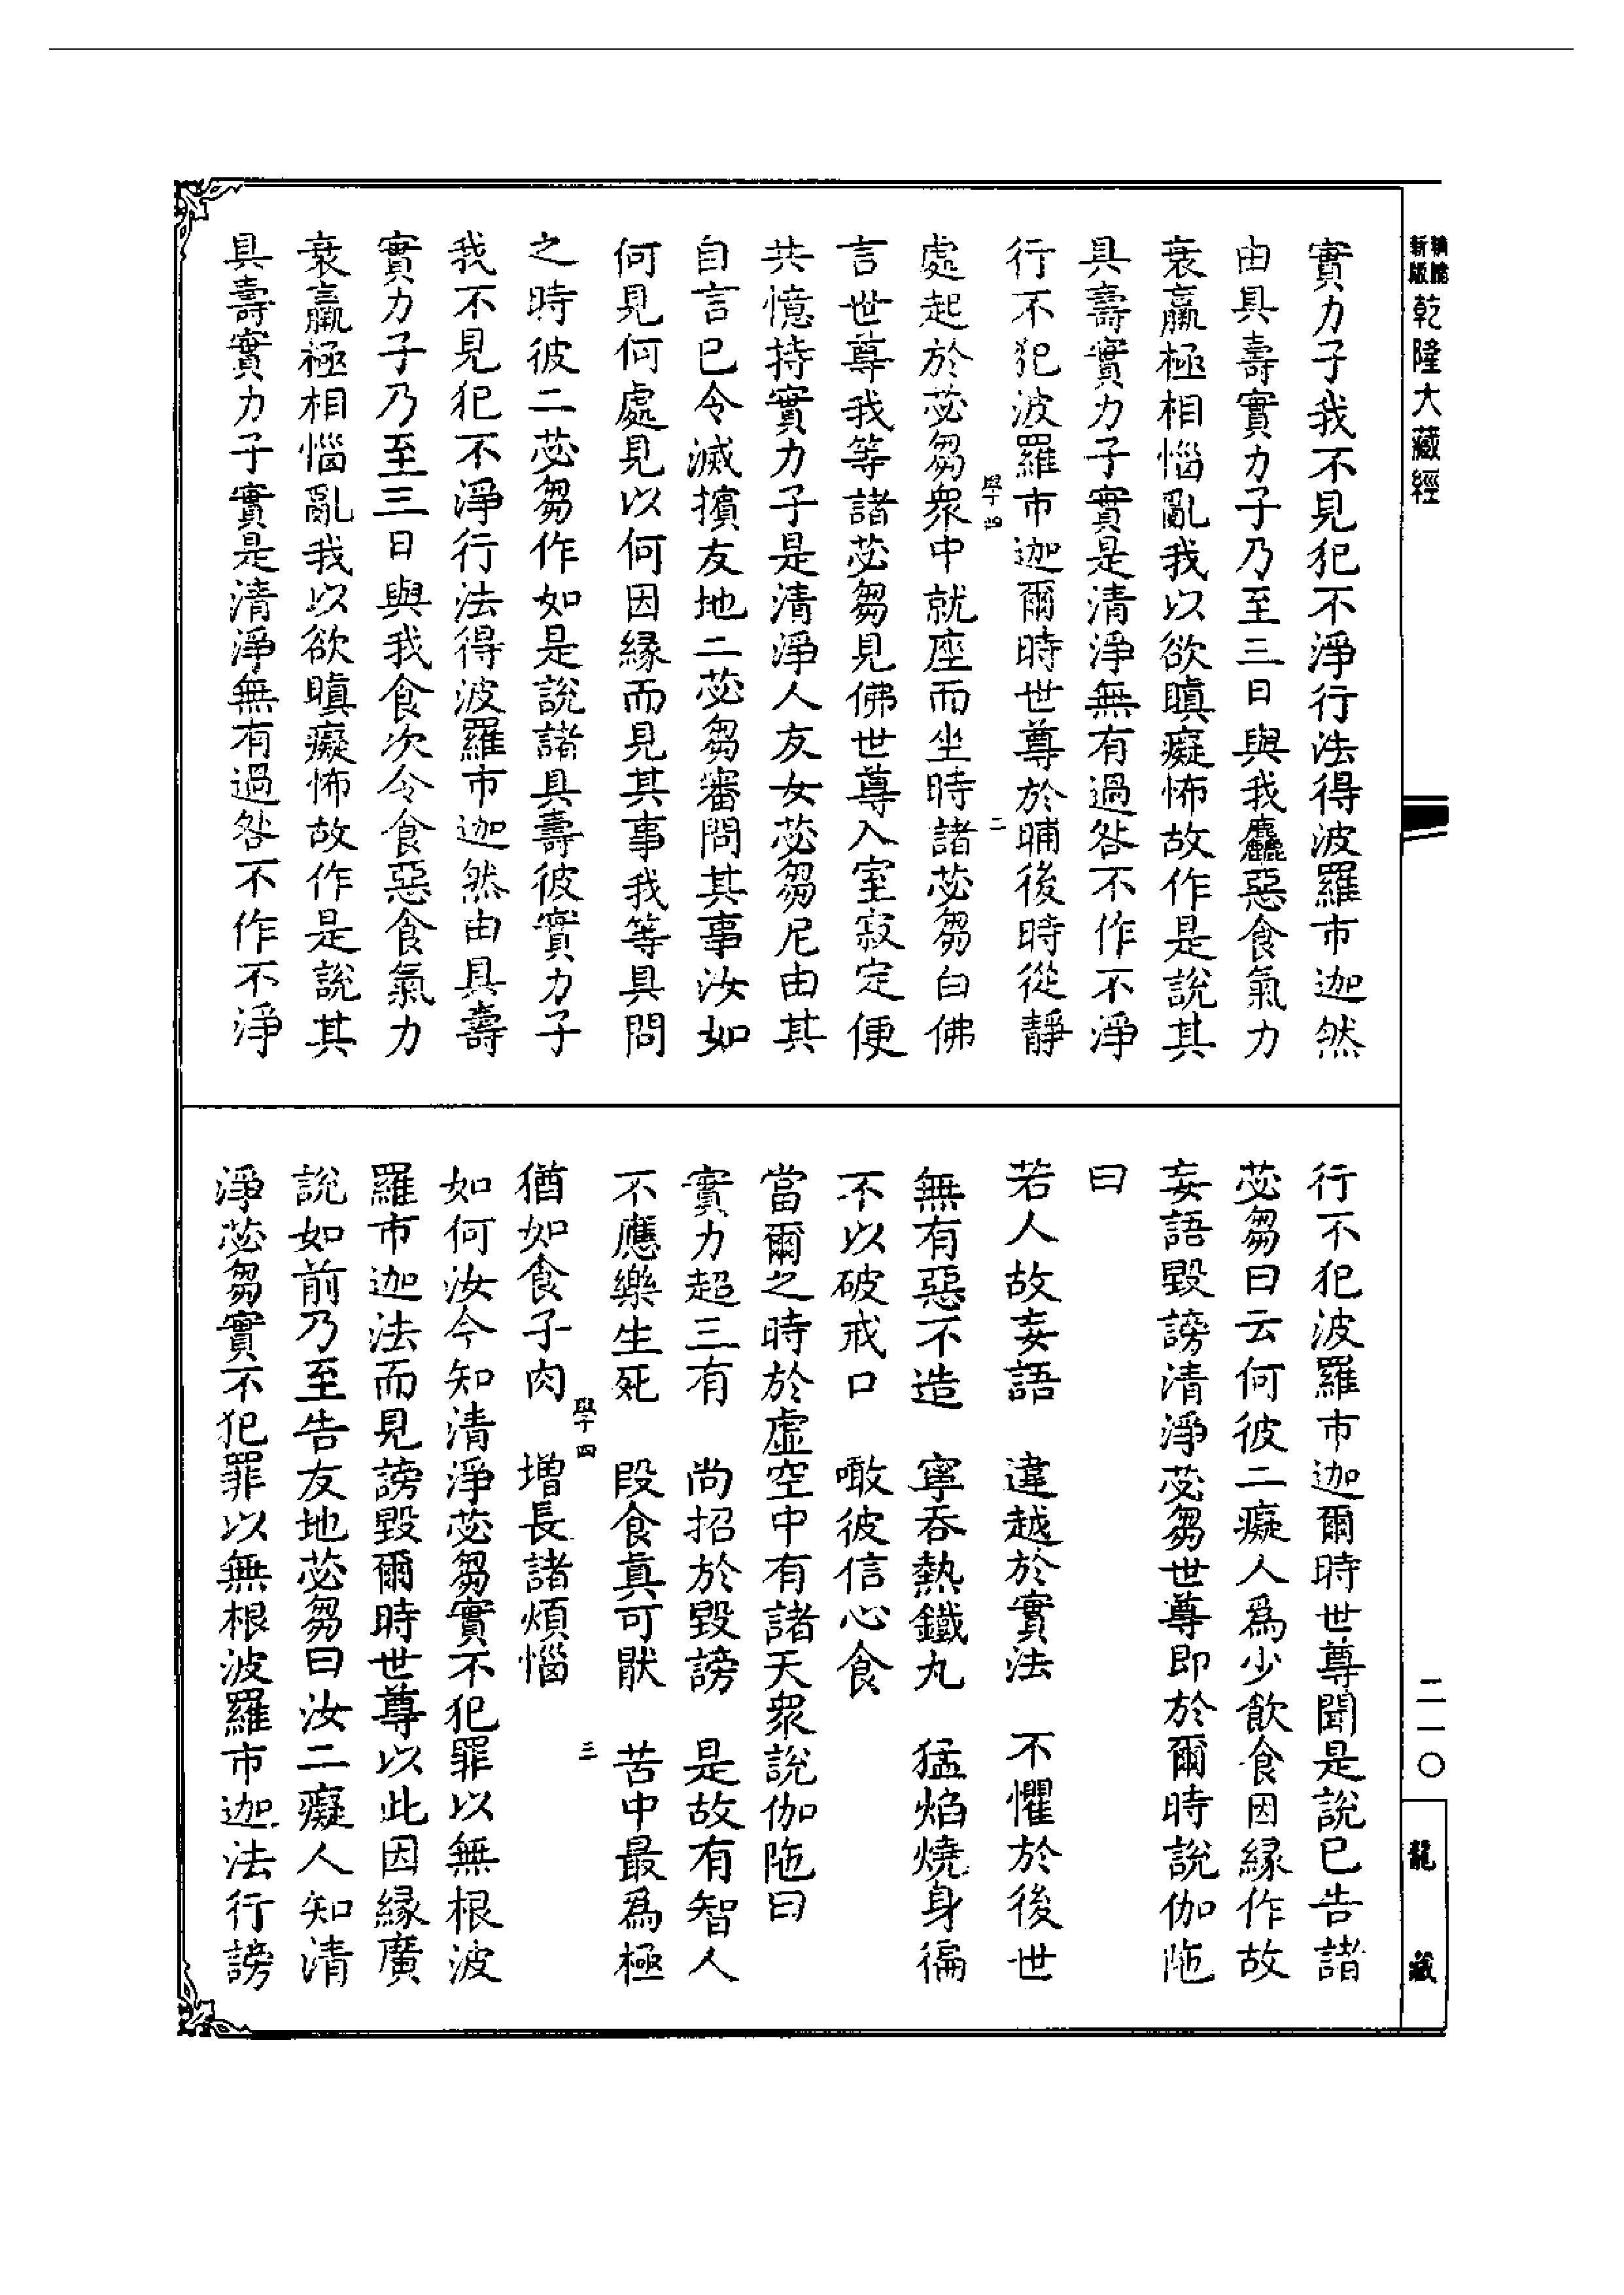 乾隆大藏經
實力子我不見犯不淨行法得波羅市迦然
由具壽實力子乃至三日與我麤惡食氣力
衰羸極相惱亂我以欲瞋癡怖故作是說其
具壽實力子實是清淨無有過咎不作不淨
行不犯波羅市迦爾時世尊於晡後時從靜
學四
二
處起於苾芻衆中就座而坐時諸苾芻白佛
言世尊我等諸苾芻見佛世尊入室寂定便
共憶持實力子是清淨人友女苾芻尼由其
自言已令滅擯友地二苾芻審問其事汝如
何見何處見以何因緣而見其事我等具問
之時彼二苾芻作如是說諸具壽彼實力子
我不見犯不淨行法得波羅市迦然由具壽
實力子乃至三日與我食次令食惡食氣力
衰羸極相惱亂我以欲瞋癡怖故作是說其
具壽實力子實是清淨無有過咎不作不淨
行不犯波羅市迦爾時世尊聞是說已告諸
苾芻曰云何彼二癡人爲少飲食因緣作故
妄語毀謗清淨苾芻世尊即於爾時說伽陁
曰
若人故妄語　違越於實法　不懼於後世
無有惡不造　寧吞熱鐵丸　猛焰燒身徧
不以破戒口　噉彼信心食
當爾之時於虛空中有諸天衆說伽陁曰
實力超三有　尚招於毀謗　是故有智人
不應樂生死　段食眞可猒　苦中最爲極
學四
三
猶如食子肉　增長諸煩惱
如何汝今知清淨苾芻實不犯罪以無根波
羅市迦法而見謗毀爾時世尊以此因緣廣
說如前乃至告友地苾芻曰汝二癡人知清
淨苾芻實不犯罪以無根波羅市迦法行謗
二一〇
龍藏